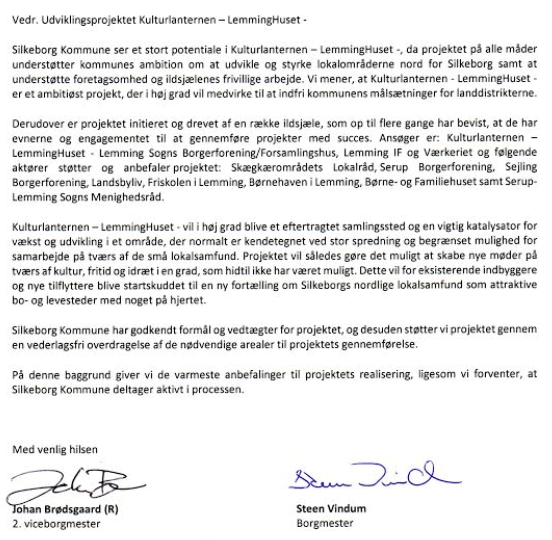 Vedr. Udviklingsprojektet Kulturlanternen – LemmingHuset -
Silkeborg Kommune ser et stort potentiale i Kulturlanternen – LemmingHuset -, da projektet på alle måder
understøtter kommunens ambition om at udvikle og styrke lokalområderne nord for Silkeborg samt at
understøtte foretagsomhed og ildsjælenes frivillige arbejde. Vi mener, at Kulturlanternen - LemmingHuset -
er et ambitiøst projekt, der i høj grad vil medvirke til at indfri kommunens målsætninger for landdistrikterne.
Derudover er projektet initieret og drevet af en række ildsjæle, som op til flere gange har bevist, at de har
evnerne og engagementet til at gennemføre projekter med succes. Ansøger er: Kulturlanternen –
LemmingHuset - Lemming Sogns Borgerforening/Forsamlingshus, Lemming IF og Værkeriet og følgende
aktører støtter og anbefaler projektet: Skægkærområdets Lokalråd, Serup Borgerforening, Sejling
Borgerforening, Landsbyliv, Friskolen i Lemming, Børnehaven i Lemming, Børne- og Familiehuset samt Serup-
Lemming Sogns Menighedsråd.
Kulturlanternen – LemmingHuset - vil i høj grad blive et eftertragtet samlingssted og en vigtig katalysator for
vækst og udvikling i et område, der normalt er kendetegnet ved stor spredning og begrænset mulighed for
samarbejde på tværs af de små lokalsamfund. Projektet vil således gøre det muligt at skabe nye møder på
tværs af kultur, fritid og idræt i en grad, som hidtil ikke har været muligt. Dette vil for eksisterende indbyggere
og nye tilflyttere blive startskuddet til en ny fortælling om Silkeborgs nordlige lokalsamfund som attraktive
bo- og levesteder med noget på hjertet.
Silkeborg Kommune har godkendt formål og vedtægter for projektet, og desuden støtter vi projektet gennem
en vederlagsfri overdragelse af de nødvendige arealer til projektets gennemførelse.
På denne baggrund giver vi de varmeste anbefalinger til projektets realisering, ligesom vi forventer, at
Silkeborg Kommune deltager aktivt i processen.
Med venlig hilsen
Steen
Johan Brødsgaard (R) Steen Vindum
2. viceborgmester Borgmester